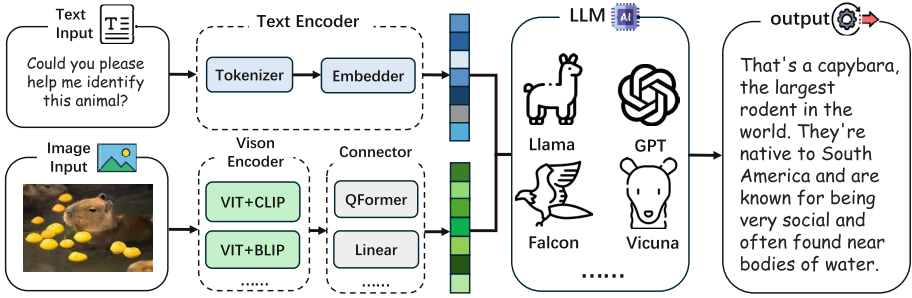 Text
Input
Could you please
help me identify
this animal?
Text Encoder
Tokenizer
Embedder
Image
Input
Vison
Encoder
VIT+CLIP
VIT+BLIP
......
Connector
QFormer
Linear
......
LLM
AI
Llama
GPT
Falcon
Vicuna
......
output
That's a capybara,
the largest
rodent in the
world. They're
native to South
America and are
known for being
very social and
often found near
bodies of water.